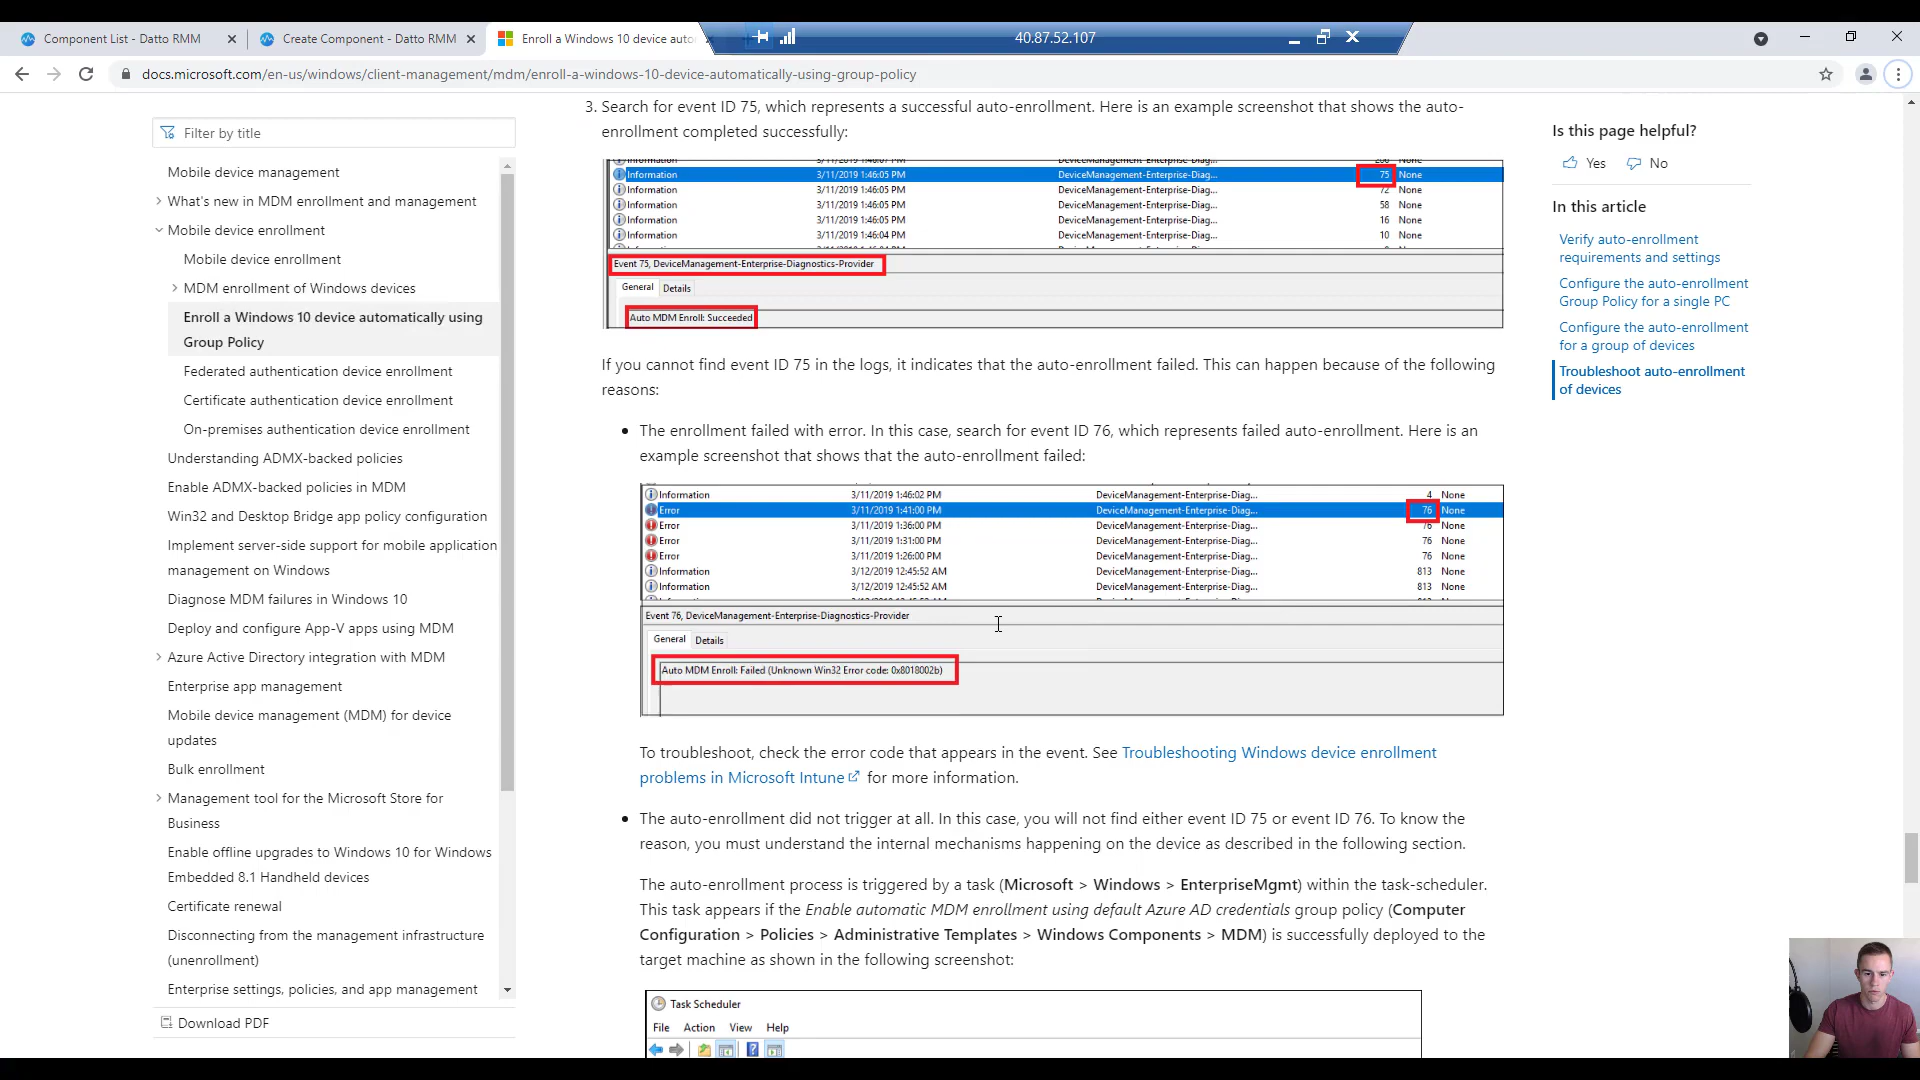 Component List - Datto RMM
Create Component - Datto RMM
Enroll a Windows 10 device auto
40.87.52.107
docs.microsoft.com/en-us/windows/client-management/mdm/enroll-a-windows-10-device-automatically-using-group-policy
Filter by title
Mobile device management
What's new in MDM enrollment and management
Mobile device enrollment
Mobile device enrollment
MDM enrollment of Windows devices
Enroll a Windows 10 device automatically using
Group Policy
Federated authentication device enrollment
Certificate authentication device enrollment
On-premises authentication device enrollment
Understanding ADMX-backed policies
Enable ADMX-backed policies in MDM
Win32 and Desktop Bridge app policy configuration
Implement server-side support for mobile application
management on Windows
Diagnose MDM failures in Windows 10
Deploy and configure App-V apps using MDM
Azure Active Directory integration with MDM
Enterprise app management
Mobile device management (MDM) for device
updates
Bulk enrollment
Management tool for the Microsoft Store for
Business
Enable offline upgrades to Windows 10 for Windows
Embedded 8.1 Handheld devices
Certificate renewal
Disconnecting from the management infrastructure
(unenrollment)
Enterprise settings, policies, and app management
Download PDF
3. Search for event ID 75, which represents a successful auto-enrollment. Here is an example screenshot that shows the auto-
enrollment completed successfully:
Information 3/11/2019 1:46:05 PM DeviceManagement-Enterprise-Diag... 75 None
Information 3/11/2019 1:46:05 PM DeviceManagement-Enterprise-Diag... 72 None
Information 3/11/2019 1:46:05 PM DeviceManagement-Enterprise-Diag... 58 None
Information 3/11/2019 1:46:05 PM DeviceManagement-Enterprise-Diag... 16 None
Information 3/11/2019 1:46:04 PM DeviceManagement-Enterprise-Diag... 10 None
Event 75, DeviceManagement-Enterprise-Diagnostics-Provider
General Details
Auto MDM Enroll: Succeeded
If you cannot find event ID 75 in the logs, it indicates that the auto-enrollment failed. This can happen because of the following
reasons:
• The enrollment failed with error. In this case, search for event ID 76, which represents failed auto-enrollment. Here is an
example screenshot that shows that the auto-enrollment failed:
Information 3/11/2019 1:46:02 PM DeviceManagement-Enterprise-Diag... 4 None
Error 3/11/2019 1:41:00 PM DeviceManagement-Enterprise-Diag... 76 None
Error 3/11/2019 1:36:00 PM DeviceManagement-Enterprise-Diag... 76 None
Error 3/11/2019 1:31:00 PM DeviceManagement-Enterprise-Diag... 76 None
Error 3/11/2019 1:26:00 PM DeviceManagement-Enterprise-Diag... 76 None
Information 3/12/2019 12:45:52 AM DeviceManagement-Enterprise-Diag... 813 None
Information 3/12/2019 12:45:52 AM DeviceManagement-Enterprise-Diag... 813 None
Event 76, DeviceManagement-Enterprise-Diagnostics-Provider
General Details
Auto MDM Enroll: Failed (Unknown Win32 Error code: 0x8018002b)
To troubleshoot, check the error code that appears in the event. See Troubleshooting Windows device enrollment
problems in Microsoft Intune for more information.
• The auto-enrollment did not trigger at all. In this case, you will not find either event ID 75 or event ID 76. To know the
reason, you must understand the internal mechanisms happening on the device as described in the following section.
The auto-enrollment process is triggered by a task (Microsoft > Windows > EnterpriseMgmt) within the task-scheduler.
This task appears if the Enable automatic MDM enrollment using default Azure AD credentials group policy (Computer
Configuration > Policies > Administrative Templates > Windows Components > MDM) is successfully deployed to the
target machine as shown in the following screenshot:
Task Scheduler
File Action View Help
Is this page helpful?
Yes No
In this article
Verify auto-enrollment
requirements and settings
Configure the auto-enrollment
Group Policy for a single PC
Configure the auto-enrollment
for a group of devices
Troubleshoot auto-enrollment
of devices